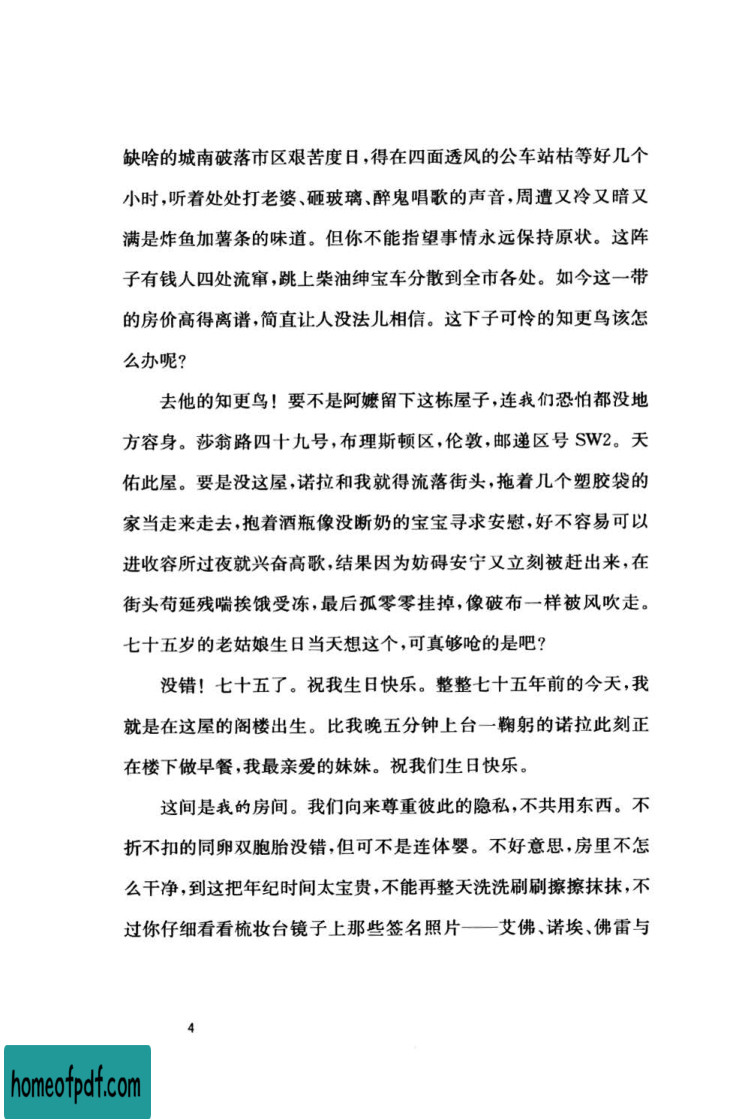 缺啥的城南破落市区艰苦度日，得在四面透风的公车站枯等好几个
小时，听着处处打老婆、砸玻璃、醉鬼唱歌的声音，周遭又冷又暗又
满是炸鱼加薯条的味道。但你不能指望事情永远保持原状。这阵
子有钱人四处流窜，跳上柴油绅宝车分散到全市各处。如今这一带
的房价高得离谱，简直让人没法儿相信。这下子可怜的知更鸟该怎
么办呢？
去他的知更鸟！要不是阿嬷留下这栋屋子，连我们恐怕都没地
方容身。莎翁路四十九号，布理斯顿区，伦敦，邮递区号 SW2。天
佑此屋。要是没这屋，诺拉和我就得流落街头，拖着几个塑胶袋的
家当走来走去，抱着酒瓶像没断奶的宝宝寻求安慰，好不容易可以
进收容所过夜就兴奋高歌，结果因为妨碍安宁又立刻被赶出来，在
街头苟延残喘挨饿受冻，最后孤零零挂掉，像破布一样被风吹走。
七十五岁的老姑娘生日当天想这个，可真够呛的是吧？
没错！七十五了。祝我生日快乐。整整七十五年前的今天，我
就是在这屋的阁楼出生。比我晚五分钟上台一鞠躬的诺拉此刻正
在楼下做早餐，我最亲爱的妹妹。祝我们生日快乐。
这间是我的房间。我们向来尊重彼此的隐私，不共用东西。不
折不扣的同卵双胞胎没错，但可不是连体婴。不好意思，房里不怎
么干净，到这把年纪时间太宝贵，不能再整天洗洗刷刷擦擦抹抹，不
过你仔细看看梳妆台镜子上那些签名照片——艾佛、诺埃、佛雷与
4
homeofpdf.com